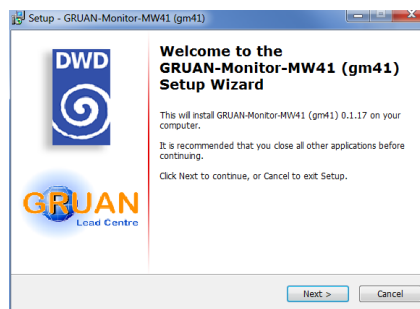 Setup - GRUAN-Monitor-MW41 (gm41)
DWD
Welcome to the
GRUAN-Monitor-MW41 (gm41)
Setup Wizard
This will install GRUAN-Monitor-MW41 (gm41) 0.1.17 on your
computer.
It is recommended that you close all other applications before
continuing.
Click Next to continue, or Cancel to exit Setup.
GRUAN
Lead Centre
Next >
Cancel